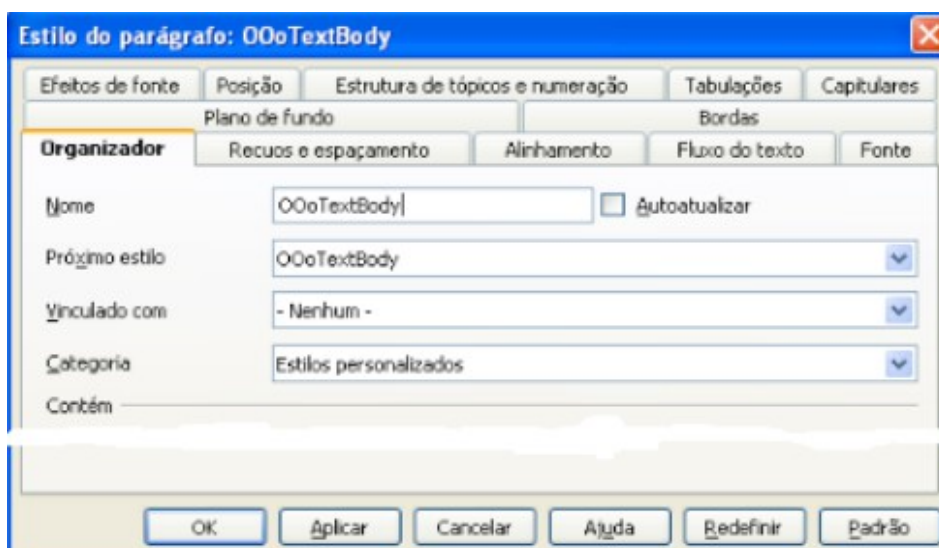 Estilo do parágrafo: OOoTextBody
Efeitos de fonte Posição Estrutura de tópicos e numeração Tabulações Capitulares
Plano de fundo Bordas
Organizador Recuos e espaçamento Alinhamento Fluxo do texto Fonte
Nome OOoTextBody Autoatualizar
Próximo estilo OOoTextBody
Vinculado com - Nenhum -
Categoria Estilos personalizados
Contém
OK Aplicar Cancelar Ajuda Redefinir Padrão